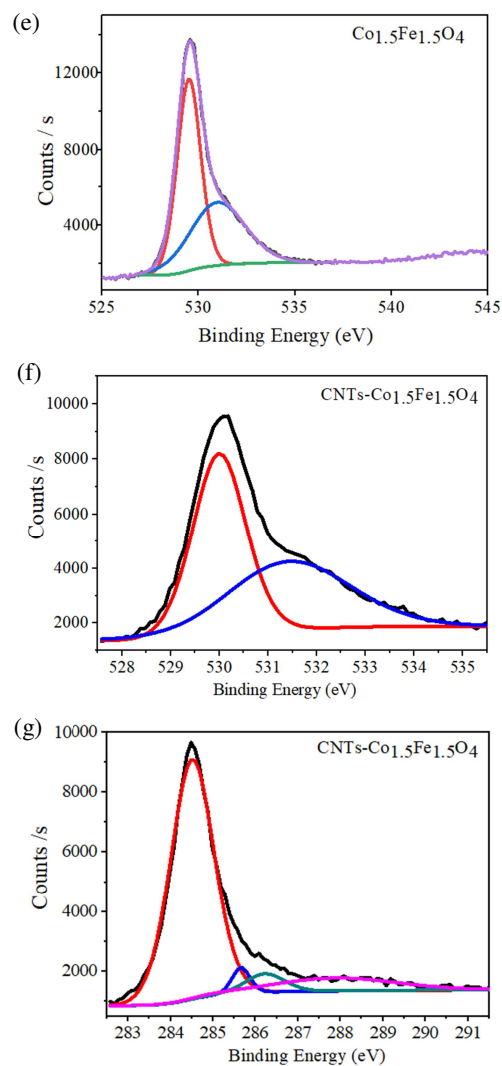 (e)
Co1.5Fe1.5O4
Counts / s
12000
8000
4000
525 530 535 540 545
Binding Energy (eV)
(f)
CNTs-Co1.5Fe1.5O4
Counts /s
10000
8000
6000
4000
2000
528 529 530 531 532 533 534 535
Binding Energy (eV)
(g)
CNTs-Co1.5Fe1.5O4
Counts /s
10000
8000
6000
4000
2000
283 284 285 286 287 288 289 290 291
Binding Energy (eV)